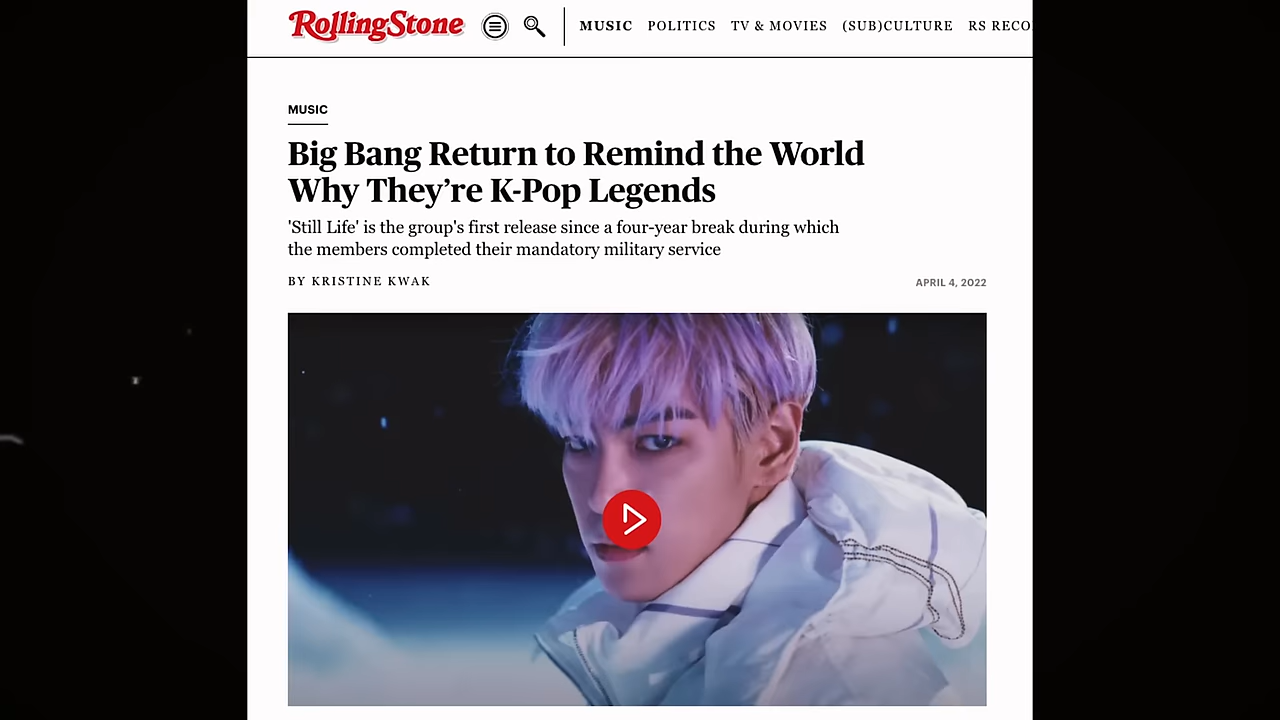 RollingStone
MUSIC POLITICS TV & MOVIES (SUB)CULTURE RS RECO
MUSIC
Big Bang Return to Remind the World
Why They're K-Pop Legends
'Still Life' is the group's first release since a four-year break during which
the members completed their mandatory military service
BY KRISTINE KWAK
APRIL 4, 2022